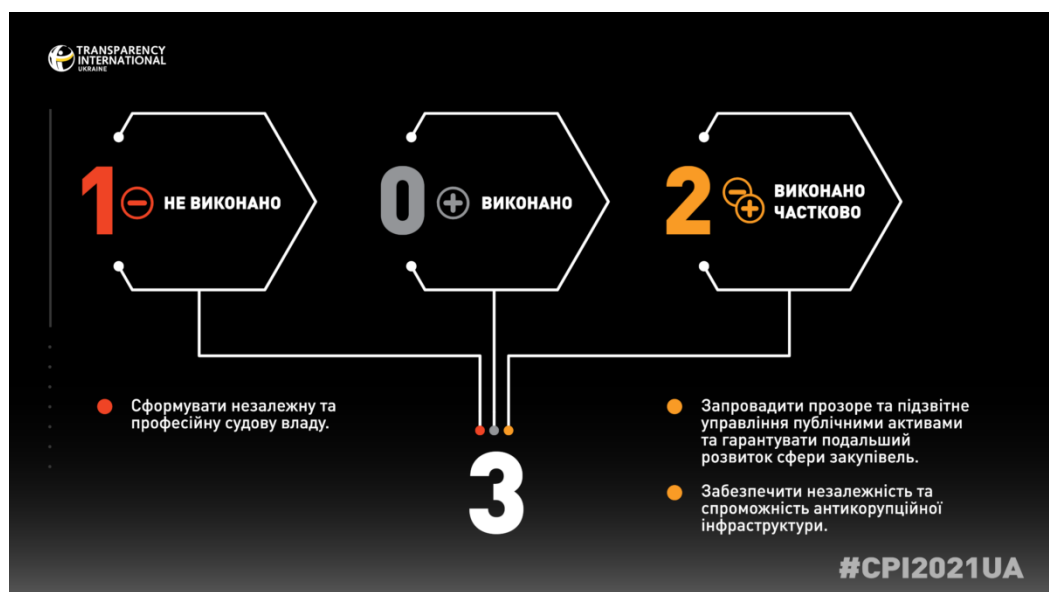 TRANSPARENCY
INTERNATIONAL
UKRAINE
1 НЕ ВИКОНАНО
0 ВИКОНАНО
2 ВИКОНАНО
ЧАСТКОВО
Сформувати незалежну та
професійну судову владу.
3
Запровадити прозоре та підзвітне
управління публічними активами
та гарантувати подальший
розвиток сфери закупівель.
Забезпечити незалежність та
спроможність антикорупційної
інфраструктури.
#CPI2021UA